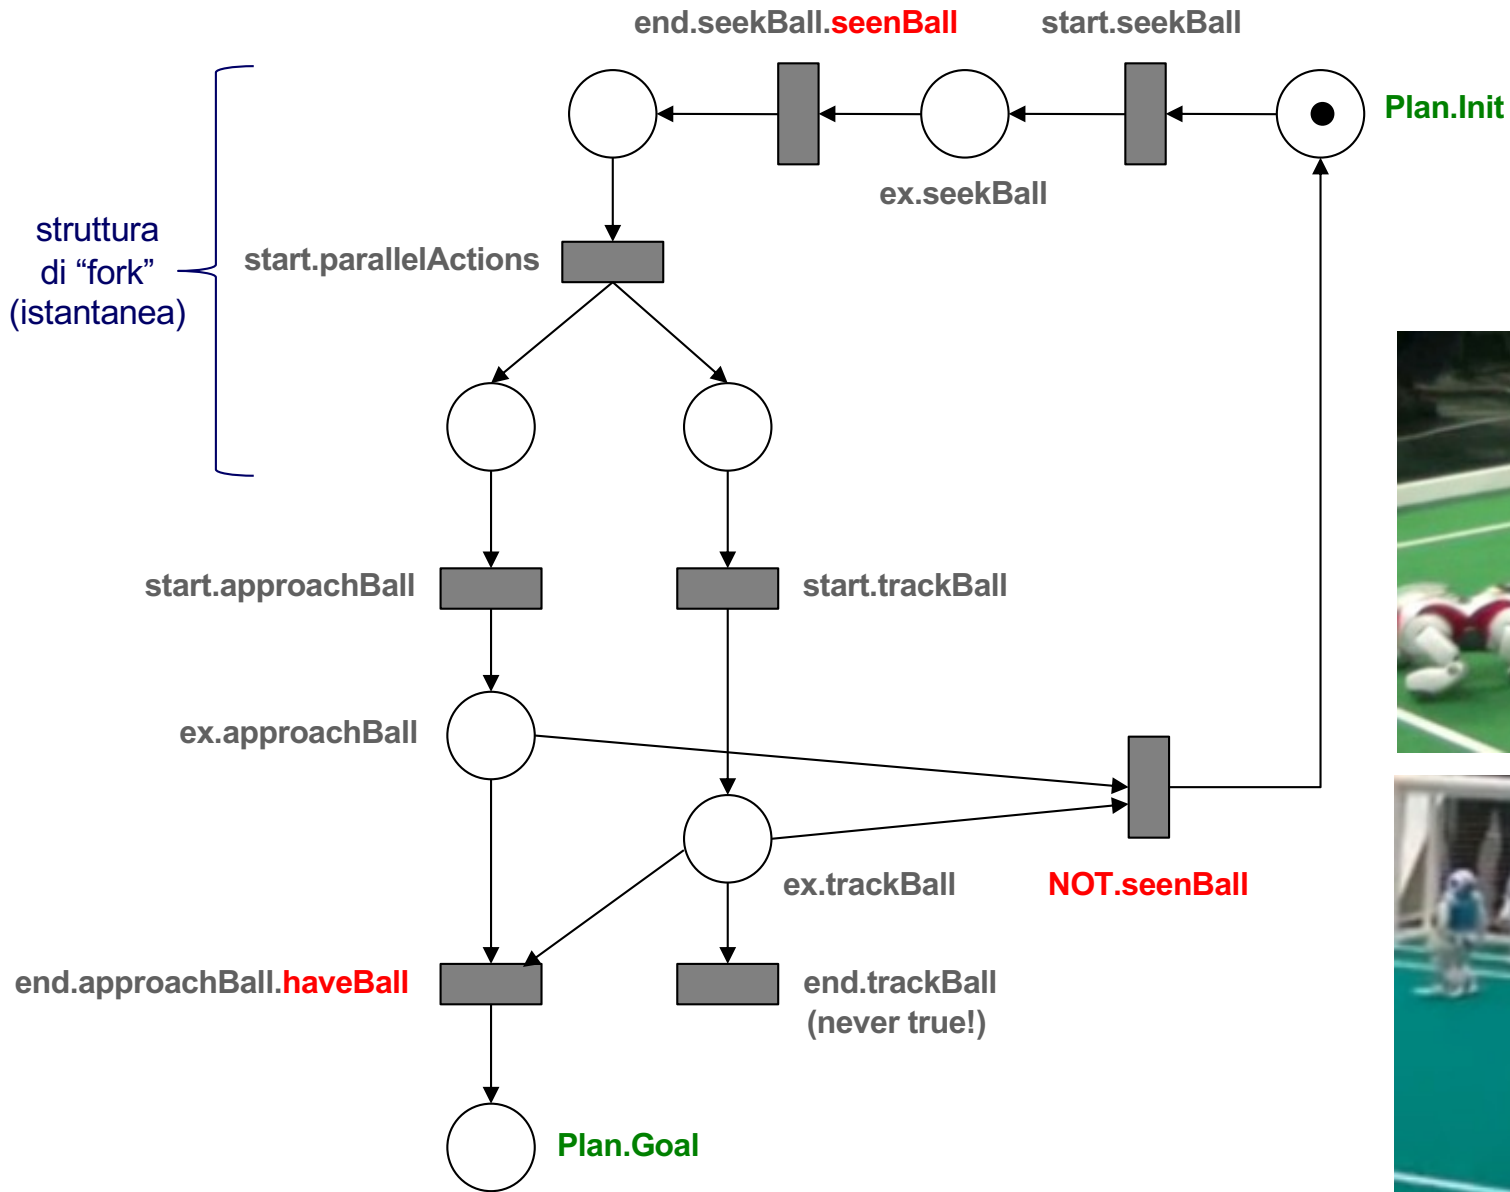 end.seekBall.seenBall
start.seekBall
Plan.Init
ex.seekBall
struttura
di “fork”
(istantanea)
start.parallelActions
start.approachBall
start.trackBall
ex.approachBall
ex.trackBall
NOT.seenBall
end.approachBall.haveBall
end.trackBall
(never true!)
Plan.Goal